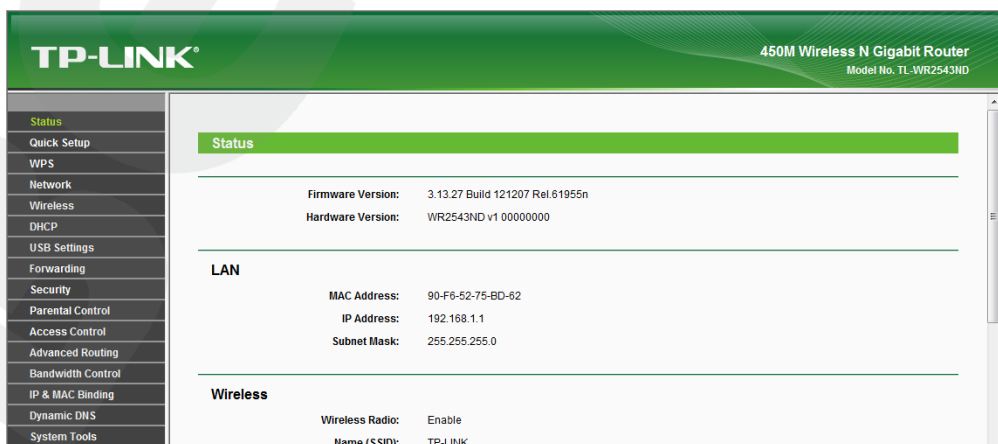 TP-LINK®
450M Wireless N Gigabit Router
Model No. TL-WR2543ND
Status
Quick Setup
WPS
Network
Wireless
DHCP
USB Settings
Forwarding
Security
Parental Control
Access Control
Advanced Routing
Bandwidth Control
IP & MAC Binding
Dynamic DNS
System Tools
Status
Firmware Version: 3.13.27 Build 121207 Rel.61955n
Hardware Version: WR2543ND v1 00000000
LAN
MAC Address: 90-F6-52-75-BD-62
IP Address: 192.168.1.1
Subnet Mask: 255.255.255.0
Wireless
Wireless Radio: Enable
Name (SSID): TP-LINK